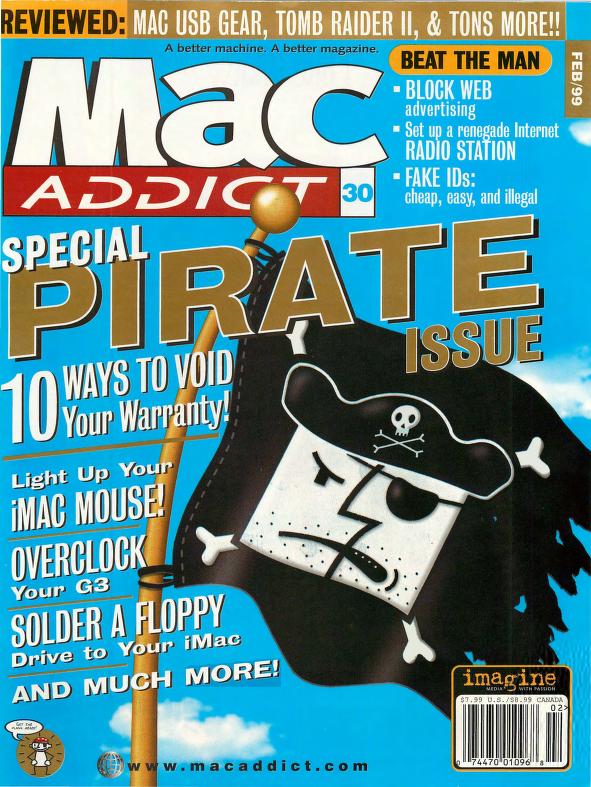 REVIEWED: MAC USB GEAR, TOMB RAIDER II, & TONS MORE!!
A better machine. A better magazine.
FEB/99
Mac
ADDICT 30
BEAT THE MAN
BLOCK WEB
advertising
Set up a renegade Internet
RADIO STATION
FAKE IDs:
cheap, easy, and illegal
SPECIAL
PIRATE
ISSUE
10 WAYS TO VOID
Your Warranty!
Light Up Your
iMAC MOUSE!
OVERCLOCK
Your G3
SOLDER A FLOPPY
Drive to Your iMac
AND MUCH MORE!
imagine
MEDIA WITH PASSION
$7.99 U.S./$8.99 CANADA
02>
0 74470 01096 8
www.macaddict.com